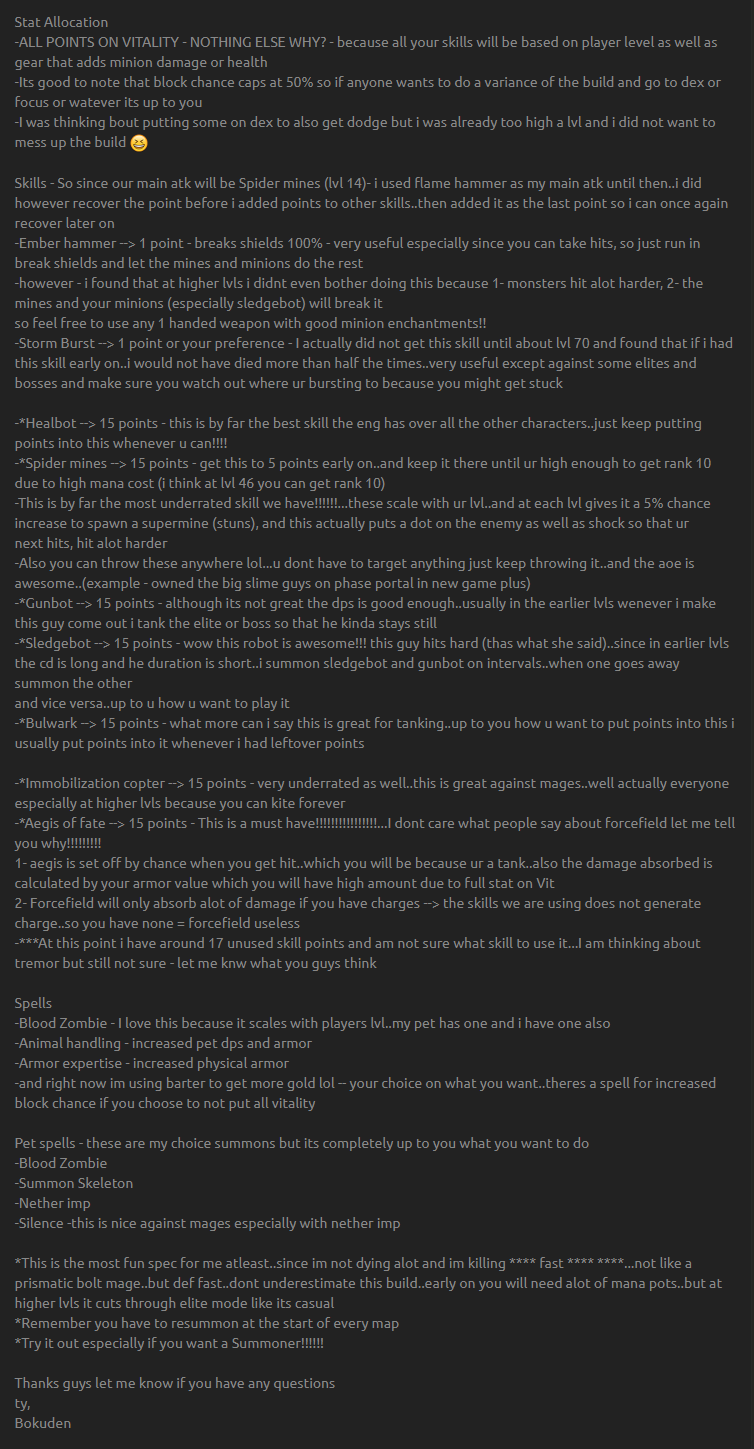 Stat Allocation
-ALL POINTS ON VITALITY - NOTHING ELSE WHY? - because all your skills will be based on player level as well as
gear that adds minion damage or health
-Its good to note that block chance caps at 50% so if anyone wants to do a variance of the build and go to dex or
focus or watever its up to you
-I was thinking bout putting some on dex to also get dodge but i was already too high a lvl and i did not want to
mess up the build 😆
Skills - So since our main atk will be Spider mines (lvl 14)- i used flame hammer as my main atk until then..i did
however recover the point before i added points to other skills..then added it as the last point so i can once again
recover later on
-Ember hammer --> 1 point - breaks shields 100% - very useful especially since you can take hits, so just run in
break shields and let the mines and minions do the rest
-however - i found that at higher lvls i didnt even bother doing this because 1- monsters hit alot harder, 2- the
mines and your minions (especially sledgebot) will break it
so feel free to use any 1 handed weapon with good minion enchantments!!
-Storm Burst --> 1 point or your preference - I actually did not get this skill until about lvl 70 and found that if i had
this skill early on..i would not have died more than half the times..very useful except against some elites and
bosses and make sure you watch out where ur bursting to because you might get stuck
-*Healbot --> 15 points - this is by far the best skill the eng has over all the other characters..just keep putting
points into this whenever u can!!!!
-*Spider mines --> 15 points - get this to 5 points early on..and keep it there until ur high enough to get rank 10
due to high mana cost (i think at lvl 46 you can get rank 10)
-This is by far the most underrated skill we have!!!!!!...these scale with ur lvl..and at each lvl gives it a 5% chance
increase to spawn a supermine (stuns), and this actually puts a dot on the enemy as well as shock so that ur
next hits, hit alot harder
-Also you can throw these anywhere lol...u dont have to target anything just keep throwing it..and the aoe is
awesome..(example - owned the big slime guys on phase portal in new game plus)
-*Gunbot --> 15 points - although its not great the dps is good enough..usually in the earlier lvls wenever i make
this guy come out i tank the elite or boss so that he kinda stays still
-*Sledgebot --> 15 points - wow this robot is awesome!!! this guy hits hard (thas what she said)..since in earlier lvls
the cd is long and he duration is short..i summon sledgebot and gunbot on intervals..when one goes away
summon the other
and vice versa..up to u how u want to play it
-*Bulwark --> 15 points - what more can i say this is great for tanking..up to you how u want to put points into this i
usually put points into it whenever i had leftover points
-*Immobilization copter --> 15 points - very underrated as well..this is great against mages..well actually everyone
especially at higher lvls because you can kite forever
-*Aegis of fate --> 15 points - This is a must have!!!!!!!!!!!!!!!!...I dont care what people say about forcefield let me tell
you why!!!!!!!!!
1- aegis is set off by chance when you get hit..which you will be because ur a tank..also the damage absorbed is
calculated by your armor value which you will have high amount due to full stat on Vit
2- Forcefield will only absorb alot of damage if you have charges --> the skills we are using does not generate
charge..so you have none = forcefield useless
-***At this point i have around 17 unused skill points and am not sure what skill to use it...I am thinking about
tremor but still not sure - let me knw what you guys think
Spells
-Blood Zombie - I love this because it scales with players lvl..my pet has one and i have one also
-Animal handling - increased pet dps and armor
-Armor expertise - increased physical armor
-and right now im using barter to get more gold lol -- your choice on what you want..theres a spell for increased
block chance if you choose to not put all vitality
Pet spells - these are my choice summons but its completely up to you what you want to do
-Blood Zombie
-Summon Skeleton
-Nether imp
-Silence -this is nice against mages especially with nether imp
*This is the most fun spec for me atleast..since im not dying alot and im killing **** fast **** ****...not like a
prismatic bolt mage..but def fast..dont underestimate this build..early on you will need alot of mana pots..but at
higher lvls it cuts through elite mode like its casual
*Remember you have to resummon at the start of every map
*Try it out especially if you want a Summoner!!!!!!
Thanks guys let me know if you have any questions
ty,
Bokuden